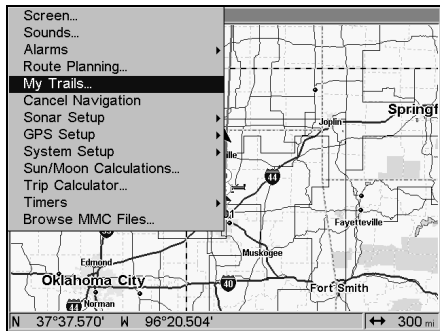 Screen...
Sounds...
Alarms
Route Planning...
My Trails...
Cancel Navigation
Sonar Setup
GPS Setup
System Setup
Sun/Moon Calculations...
Trip Calculator...
Timers
Browse MMC Files...
Springf
Joplin
ille
44
Fayetteville
Muskogee
Edmond
Oklahoma City
40
Fort Smith
44
Norman
N 37°37.570' W 96°20.504' ↔ 300 mi